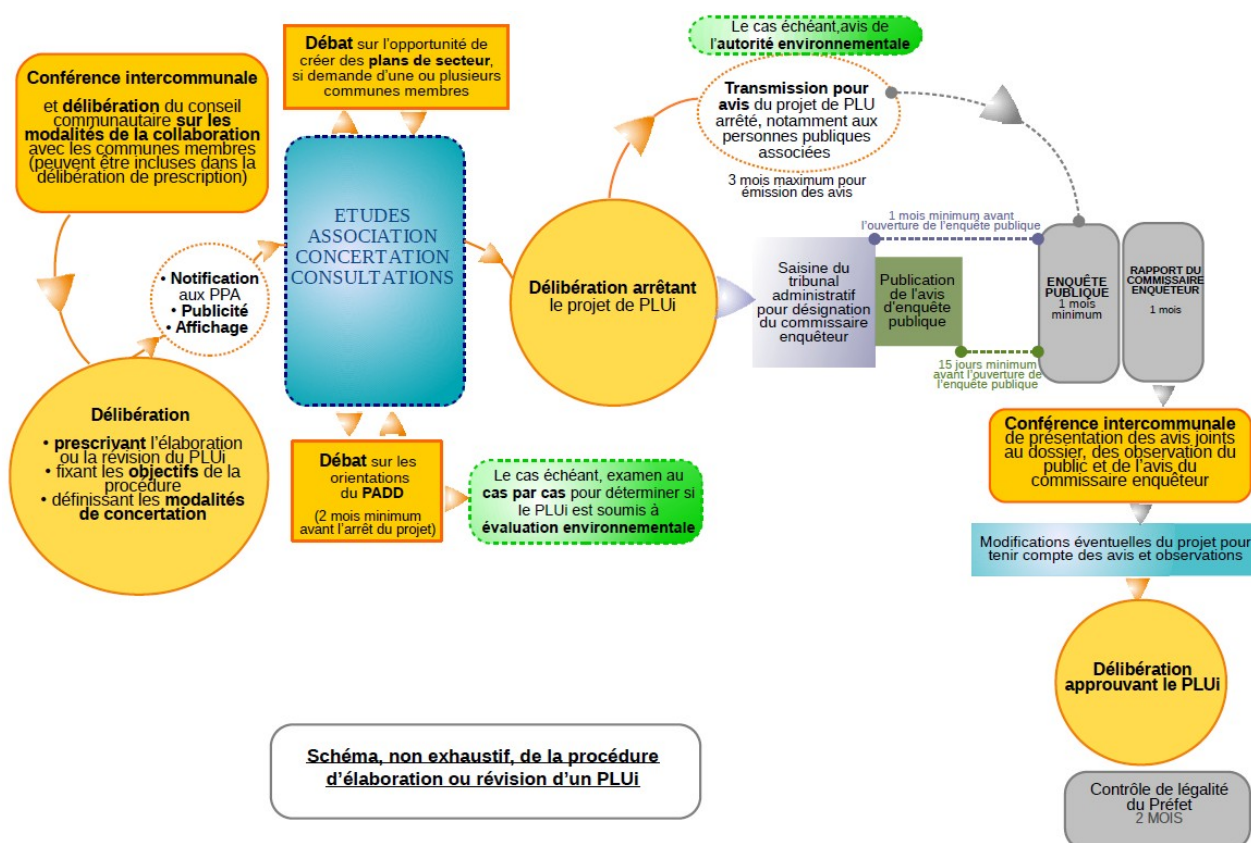 Conférence intercommunale
et délibération du conseil
communautaire sur les
modalités de la collaboration
avec les communes membres
(peuvent être incluses dans la
délibération de prescription)
Débat sur l'opportunité de
créer des plans de secteur,
si demande d'une ou plusieurs
communes membres
• Notification
aux PPA
• Publicité
• Affichage
Délibération
• prescrivant l'élaboration
ou la révision du PLUi
• fixant les objectifs de la
procédure
• définissant les modalités
de concertation
ETUDES
ASSOCIATION
CONCERTATION
CONSULTATIONS
Débat sur les
orientations
du PADD
(2 mois minimum
avant l'arrêt du projet)
Le cas échéant, examen au
cas par cas pour déterminer si
le PLUi est soumis à
évaluation environnementale
Délibération arrêtant
le projet de PLUi
Le cas échéant,avis de
l'autorité environnementale
Transmission pour
avis du projet de PLU
arrêté, notamment aux
personnes publiques
associées
3 mois maximum pour
émission des avis
Saisine du
tribunal
administratif
pour désignation
du commissaire
enquêteur
Publication
de l'avis
d'enquête
publique
1 mois minimum avant
l'ouverture de l'enquête publique
15 jours minimum
avant l'ouverture de
l'enquête publique
ENQUÊTE
PUBLIQUE
1 mois
minimum
RAPPORT DU
COMMISSAIRE
ENQUETEUR
1 mois
Conférence intercommunale
de présentation des avis joints
au dossier, des observation du
public et de l'avis du
commissaire enquêteur
Modifications éventuelles du projet pour
tenir compte des avis et observations
Délibération
approuvant le PLUi
Contrôle de légalité
du Préfet
2 MOIS
Schéma, non exhaustif, de la procédure
d'élaboration ou révision d'un PLUi